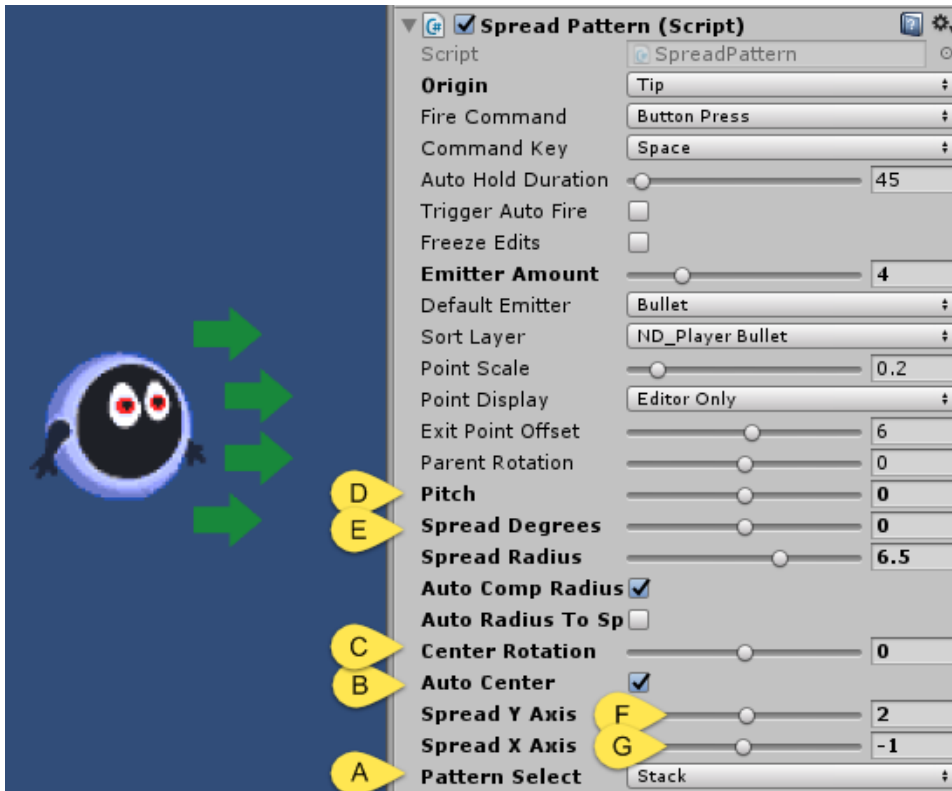 Spread Pattern (Script)
Script SpreadPattern
Origin Tip
Fire Command Button Press
Command Key Space
Auto Hold Duration 45
Trigger Auto Fire
Freeze Edits
Emitter Amount 4
Default Emitter Bullet
Sort Layer ND_Player Bullet
Point Scale 0.2
Point Display Editor Only
Exit Point Offset 6
Parent Rotation 0
D Pitch 0
E Spread Degrees 0
Spread Radius 6.5
Auto Comp Radius
Auto Radius To Sp
C Center Rotation 0
B Auto Center
Spread Y Axis F 2
Spread X Axis G -1
A Pattern Select Stack